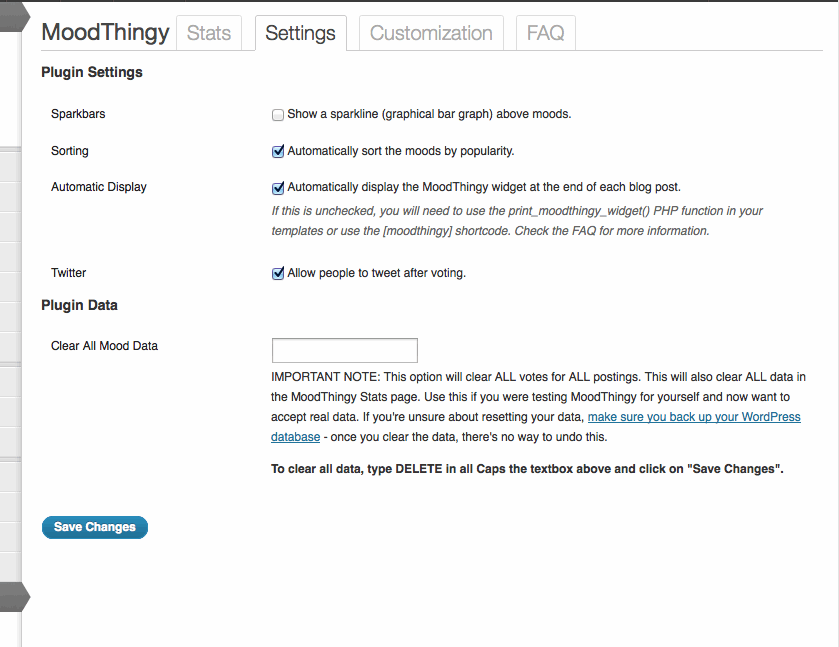 MoodThingy Stats Settings Customization FAQ
Plugin Settings
Sparkbars Show a sparkline (graphical bar graph) above moods.
Sorting Automatically sort the moods by popularity.
Automatic Display Automatically display the MoodThingy widget at the end of each blog post.
If this is unchecked, you will need to use the print_moodthingy_widget() PHP function in your
templates or use the [moodthingy] shortcode. Check the FAQ for more information.
Twitter Allow people to tweet after voting.
Plugin Data
Clear All Mood Data
IMPORTANT NOTE: This option will clear ALL votes for ALL postings. This will also clear ALL data in
the MoodThingy Stats page. Use this if you were testing MoodThingy for yourself and now want to
accept real data. If you're unsure about resetting your data, make sure you back up your WordPress
database - once you clear the data, there's no way to undo this.
To clear all data, type DELETE in all Caps the textbox above and click on "Save Changes".
Save Changes